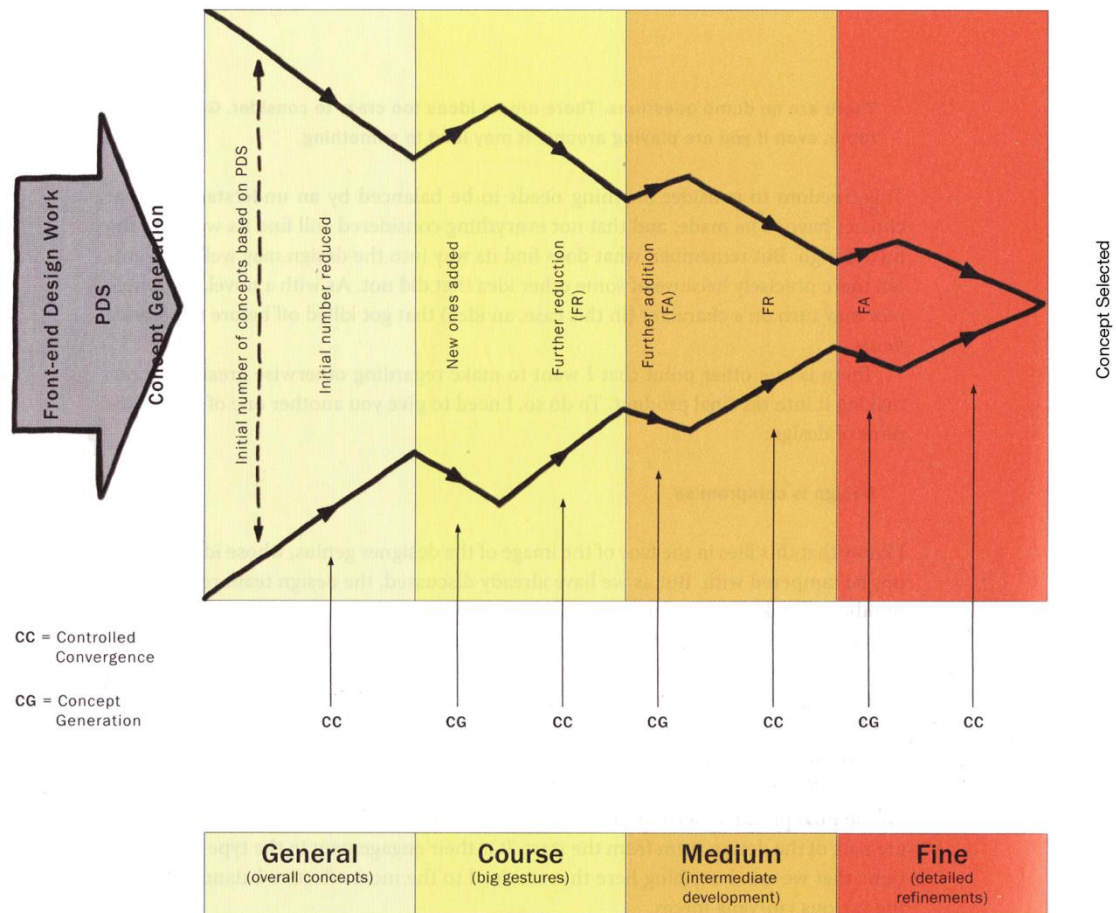 Front-end Design Work
PDS
Concept Generation
Initial number of concepts based on PDS
Initial number reduced
New ones added
Further reduction
(FR)
Further addition
(FA)
FR
FA
Concept Selected
CC = Controlled
Convergence
CG = Concept
Generation
CC
CG
CC
CG
CC
CG
CC
General
(overall concepts)
Course
(big gestures)
Medium
(intermediate
development)
Fine
(detailed
refinements)